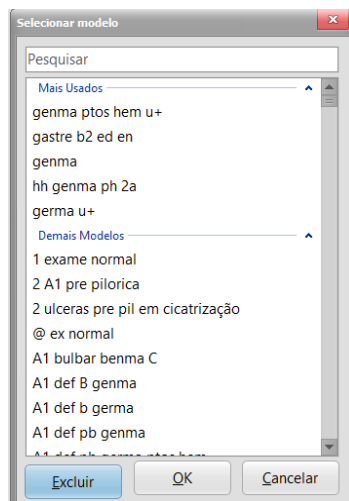 Selecionar modelo
Pesquisar
Mais Usados
genma ptos hem u+
gastre b2 ed en
genma
hh genma ph 2a
germa u+
Demais Modelos
1 exame normal
2 A1 pre pilorica
2 ulceras pre pil em cicatrização
@ ex normal
A1 bulbar benma C
A1 def B genma
A1 def b germa
A1 def pb genma
Excluir OK Cancelar